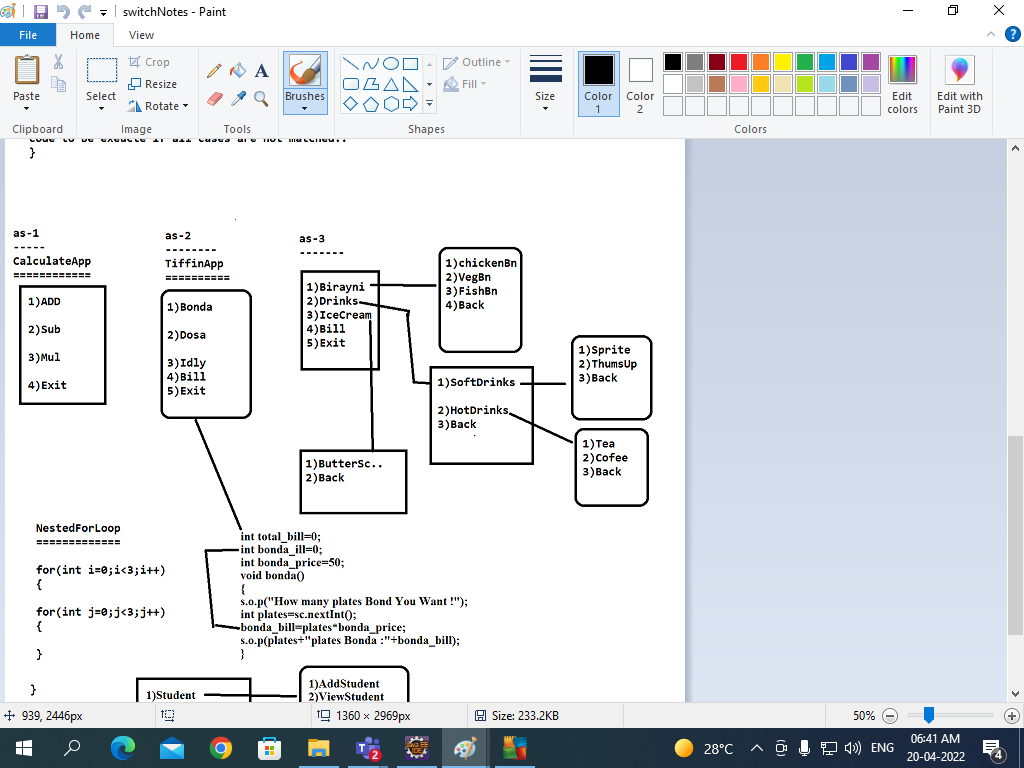 switchNotes - Paint
File
Home
View
Paste
Clipboard
Select
Crop
Resize
Rotate
Image
A
Tools
Brushes
Outline
Fill
Shapes
Size
Color
1
Color
2
Edit
colors
Edit with
Paint 3D
Colors
code to be exeucte if all cases are not matched..
}
as-1
-----
CalculateApp
============
1)ADD
2)Sub
3)Mul
4)Exit
as-2
--------
TiffinApp
==========
1)Bonda
2)Dosa
3)Idly
4)Bill
5)Exit
as-3
-------
1)Birayni
2)Drinks
3)IceCream
4)Bill
5)Exit
1)chickenBn
2)VegBn
3)FishBn
4)Back
1)SoftDrinks
2)HotDrinks
3)Back
1)Sprite
2)ThumsUp
3)Back
1)Tea
2)Cofee
3)Back
1)ButterSc..
2)Back
NestedForLoop
=============
for(int i=0;i<3;i++)
{
for(int j=0;j<3;j++)
{
}
}
int total_bill=0;
int bonda_ill=0;
int bonda_price=50;
void bonda()
{
s.o.p("How many plates Bond You Want !");
int plates=sc.nextInt();
bonda_bill=plates*bonda_price;
s.o.p(plates+"plates Bonda :"+bonda_bill);
}
1)Student
1)AddStudent
2)ViewStudent
939, 2446px
1360 × 2969px
Size: 233.2KB
50%
28°C
ENG
06:41 AM
20-04-2022
2
4